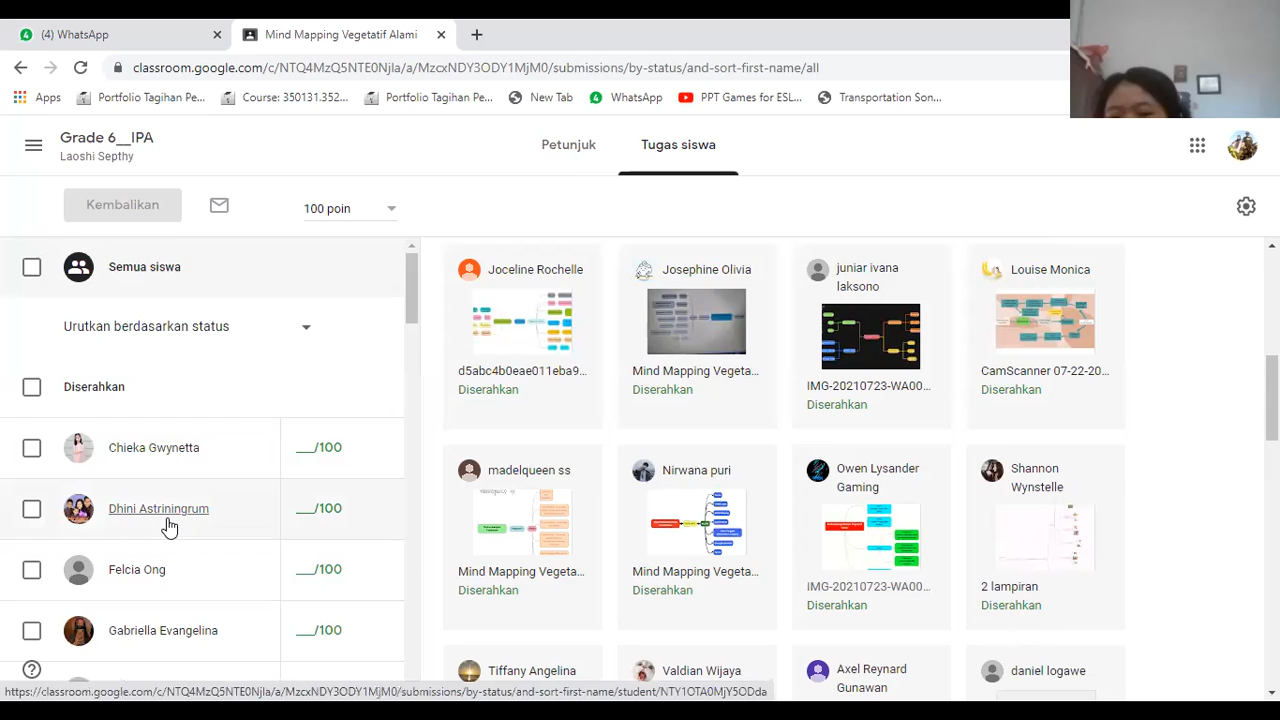 (4) WhatsApp
Mind Mapping Vegetatif Alami
classroom.google.com/c/NTQ4MzQ5NTE0NjIa/a/MzcxNDY3ODY1MjM0/submissions/by-status/and-sort-first-name/all
Apps
Portfolio Tagihan Pe...
Course: 350131.352...
Portfolio Tagihan Pe...
New Tab
WhatsApp
PPT Games for ESL...
Transportation Son...
Grade 6__IPA
Laoshi Septhy
Petunjuk
Tugas siswa
Kembalikan
100 poin
Semua siswa
Urutkan berdasarkan status
Diserahkan
Chieka Gwynetta
__/100
Dhini Astriningrum
__/100
Felcia Ong
__/100
Gabriella Evangelina
__/100
Joceline Rochelle
d5abc4b0eae011eba9...
Diserahkan
Josephine Olivia
Mind Mapping Vegeta...
Diserahkan
juniar ivana
laksono
IMG-20210723-WA00...
Diserahkan
Louise Monica
CamScanner 07-22-20...
Diserahkan
madelqueen ss
Mind Mapping Vegeta...
Diserahkan
Nirwana puri
Mind Mapping Vegeta...
Diserahkan
Owen Lysander
Gaming
IMG-20210723-WA00...
Diserahkan
Shannon
Wynstelle
2 lampiran
Diserahkan
Tiffany Angelina
Valdian Wijaya
Axel Reynard
Gunawan
daniel logawe
https://classroom.google.com/c/NTQ4MzQ5NTE0NjIa/a/MzcxNDY3ODY1MjM0/submissions/by-status/and-sort-first-name/student/NTY1OTA0MjY5ODda